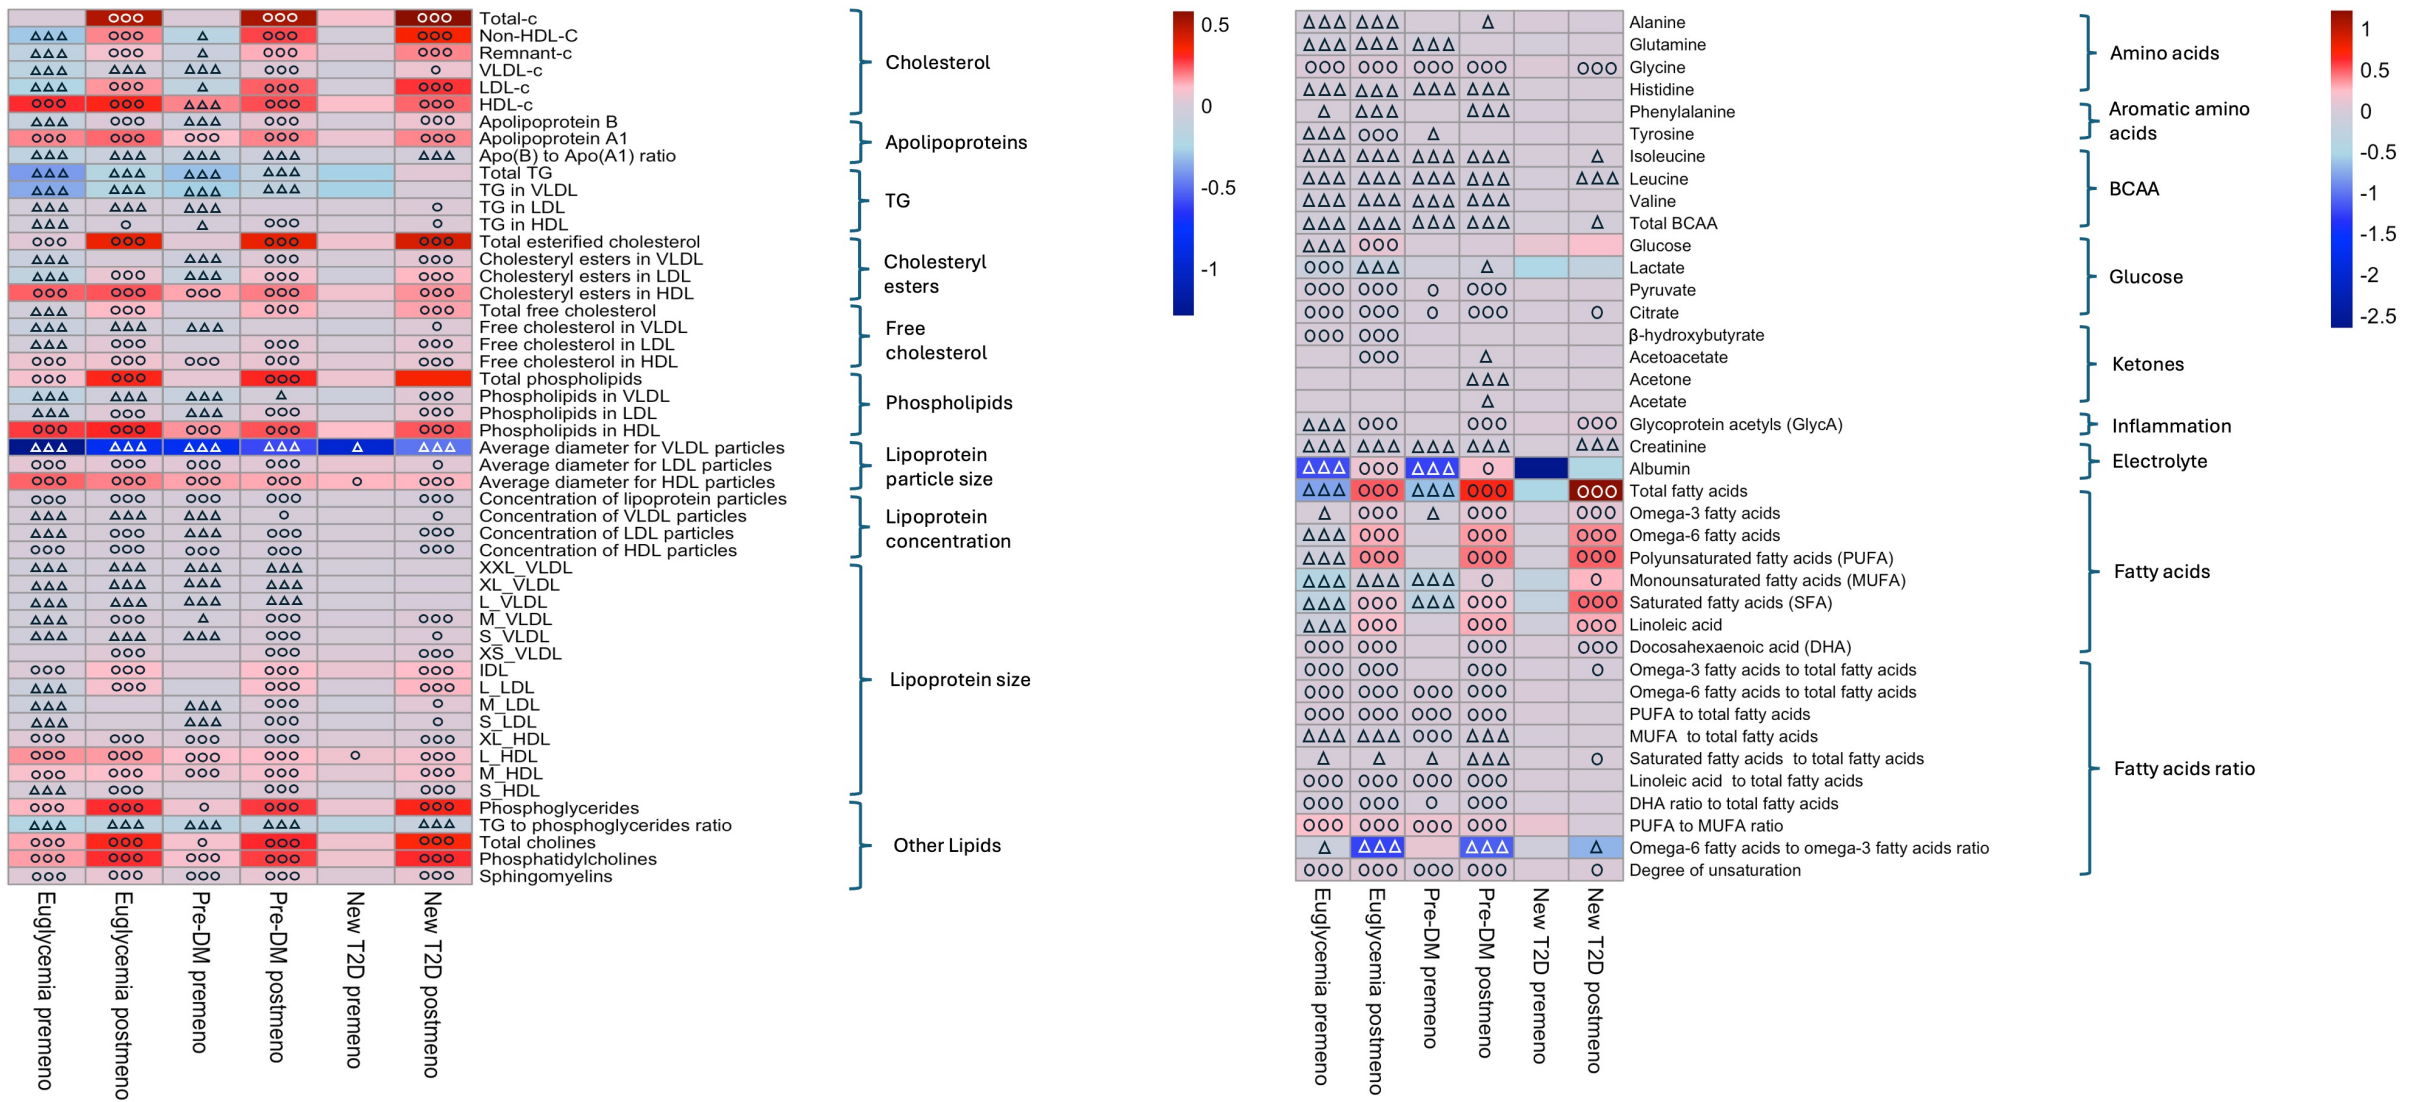 Total-c
Non-HDL-C
Remnant-c
VLDL-c
LDL-c
HDL-c
Apolipoprotein B
Apolipoprotein A1
Apo(B) to Apo(A1) ratio
Total TG
TG in VLDL
TG in LDL
TG in HDL
Total esterified cholesterol
Cholesteryl esters in VLDL
Cholesteryl esters in LDL
Cholesteryl esters in HDL
Total free cholesterol
Free cholesterol in VLDL
Free cholesterol in LDL
Free cholesterol in HDL
Total phospholipids
Phospholipids in VLDL
Phospholipids in LDL
Phospholipids in HDL
Average diameter for VLDL particles
Average diameter for LDL particles
Average diameter for HDL particles
Concentration of lipoprotein particles
Concentration of VLDL particles
Concentration of LDL particles
Concentration of HDL particles
XXL_VLDL
XL_VLDL
L_VLDL
M_VLDL
S_VLDL
XS_VLDL
IDL
L_LDL
M_LDL
S_LDL
XL_HDL
L_HDL
M_HDL
S_HDL
Phosphoglycerides
TG to phosphoglycerides ratio
Total cholines
Phosphatidylcholines
Sphingomyelins
Cholesterol
Apolipoproteins
TG
Cholesteryl
esters
Free
cholesterol
Phospholipids
Lipoprotein
particle size
Lipoprotein
concentration
Lipoprotein size
Other Lipids
0.5
0
-0.5
-1
Euglycemia premeno
Euglycemia postmeno
Pre-DM premeno
Pre-DM postmeno
New T2D premeno
New T2D postmeno
Alanine
Glutamine
Glycine
Histidine
Phenylalanine
Tyrosine
Isoleucine
Leucine
Valine
Total BCAA
Glucose
Lactate
Pyruvate
Citrate
β-hydroxybutyrate
Acetoacetate
Acetone
Acetate
Glycoprotein acetyls (GlycA)
Creatinine
Albumin
Total fatty acids
Omega-3 fatty acids
Omega-6 fatty acids
Polyunsaturated fatty acids (PUFA)
Monounsaturated fatty acids (MUFA)
Saturated fatty acids (SFA)
Linoleic acid
Docosahexaenoic acid (DHA)
Omega-3 fatty acids to total fatty acids
Omega-6 fatty acids to total fatty acids
PUFA to total fatty acids
MUFA to total fatty acids
Saturated fatty acids to total fatty acids
Linoleic acid to total fatty acids
DHA ratio to total fatty acids
PUFA to MUFA ratio
Omega-6 fatty acids to omega-3 fatty acids ratio
Degree of unsaturation
Amino acids
Aromatic amino
acids
BCAA
Glucose
Ketones
Inflammation
Electrolyte
Fatty acids
Fatty acids ratio
1
0.5
0
-0.5
-1
-1.5
-2
-2.5
Euglycemia premeno
Euglycemia postmeno
Pre-DM premeno
Pre-DM postmeno
New T2D premeno
New T2D postmeno